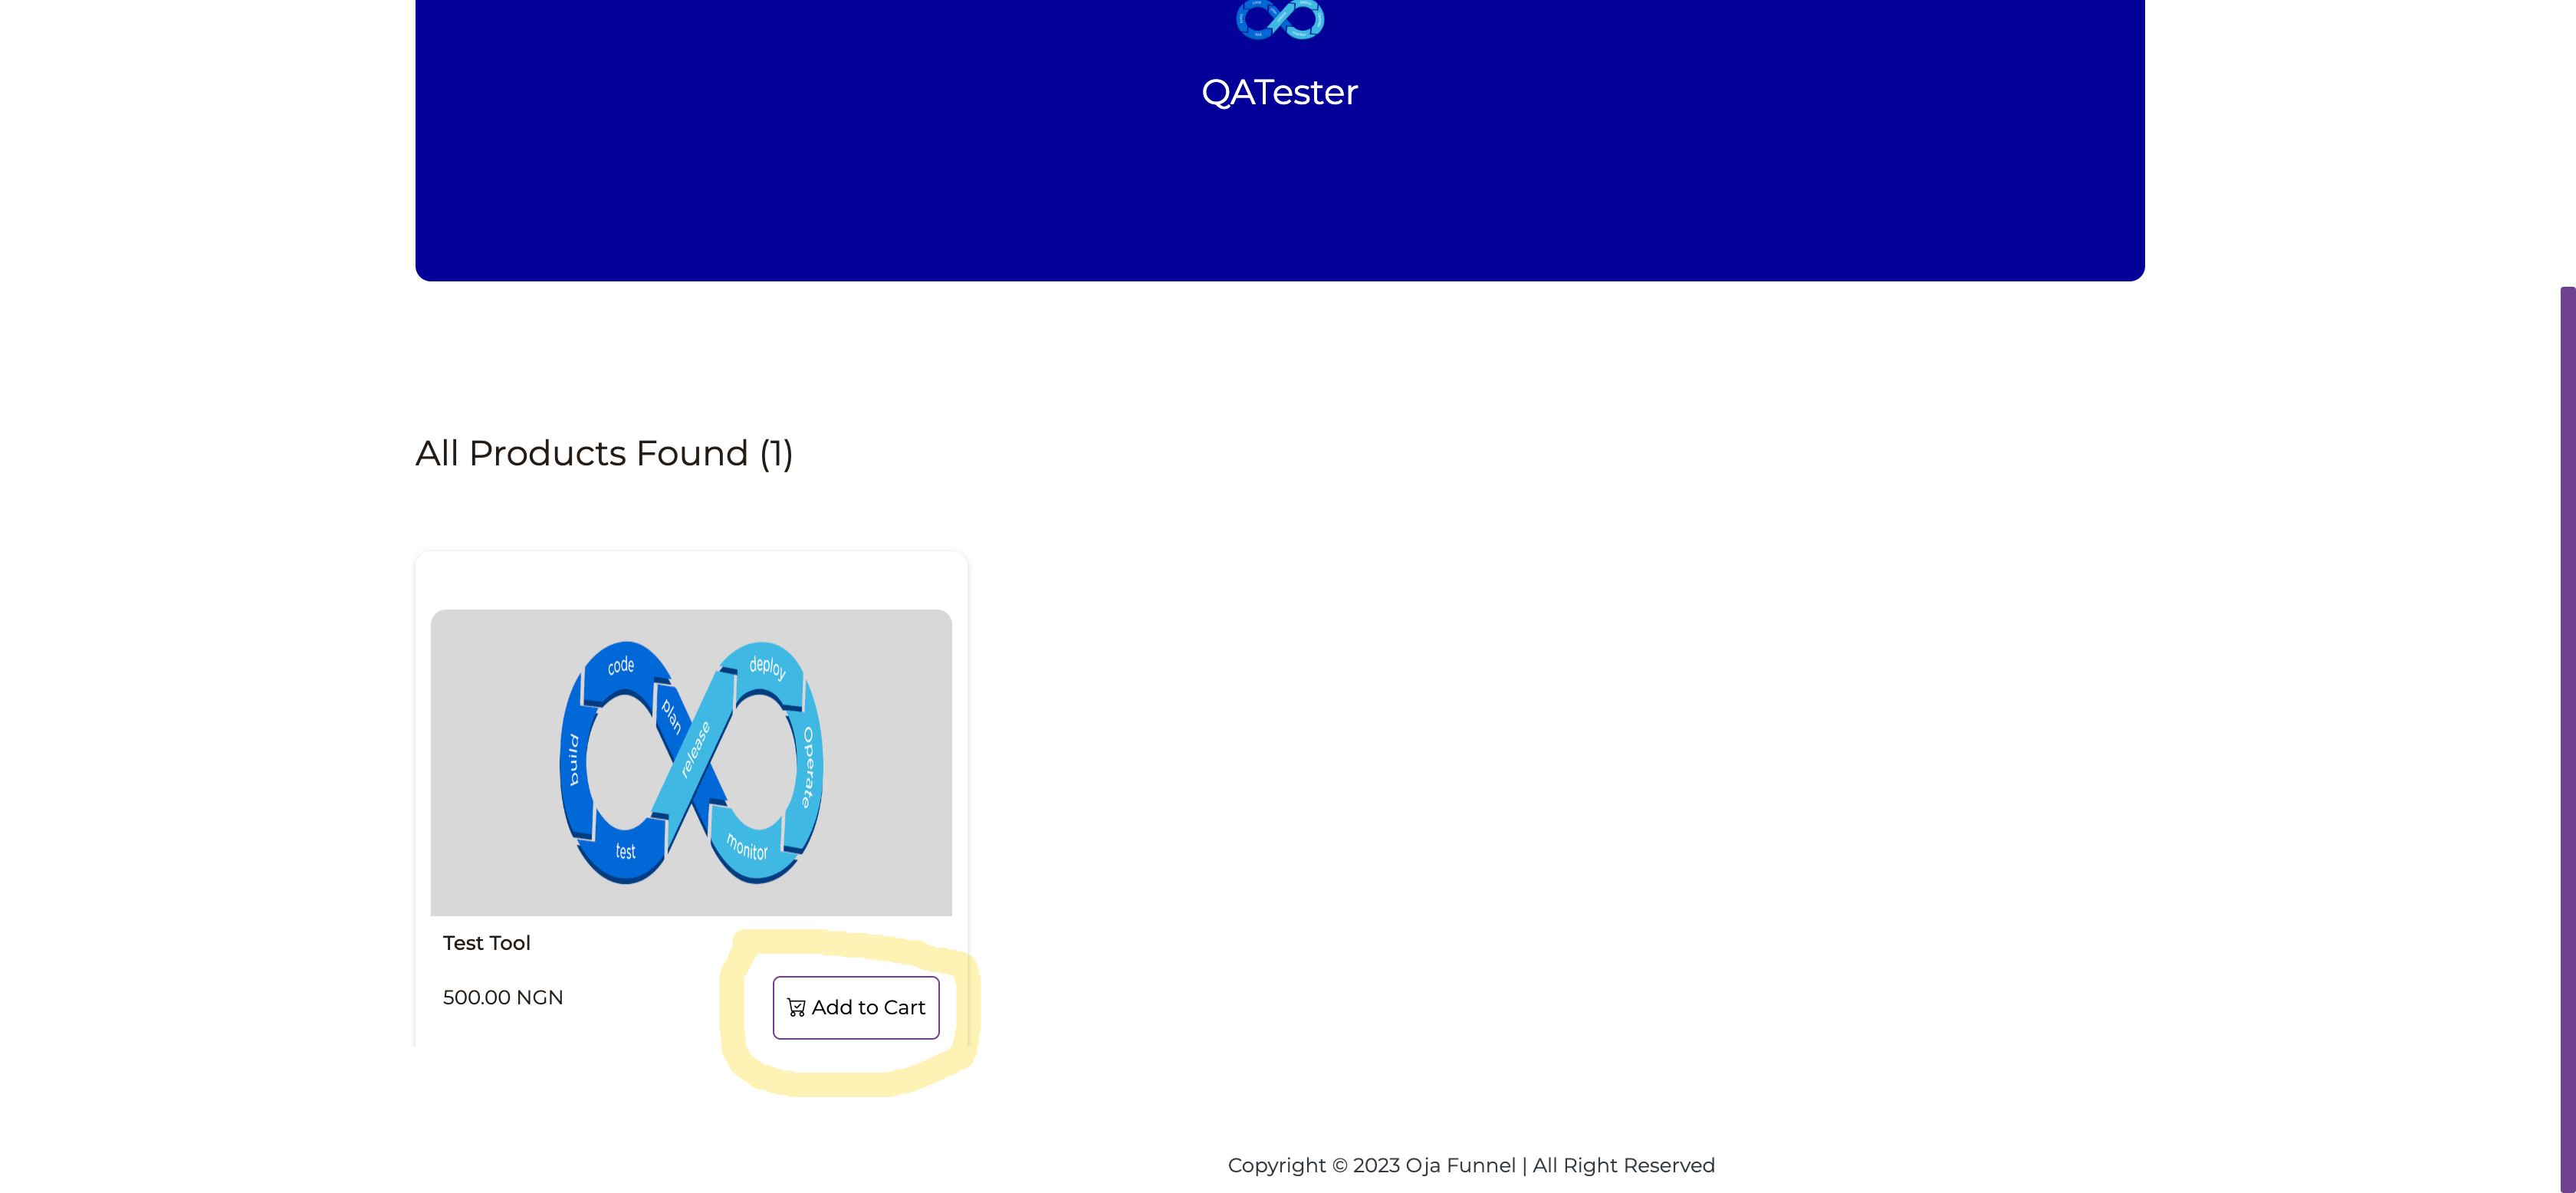 QATester
All Products Found (1)
code
deploy
plan
release
build
Operate
test
monitor
Test Tool
500.00 NGN
Add to Cart
Copyright © 2023 Oja Funnel | All Right Reserved